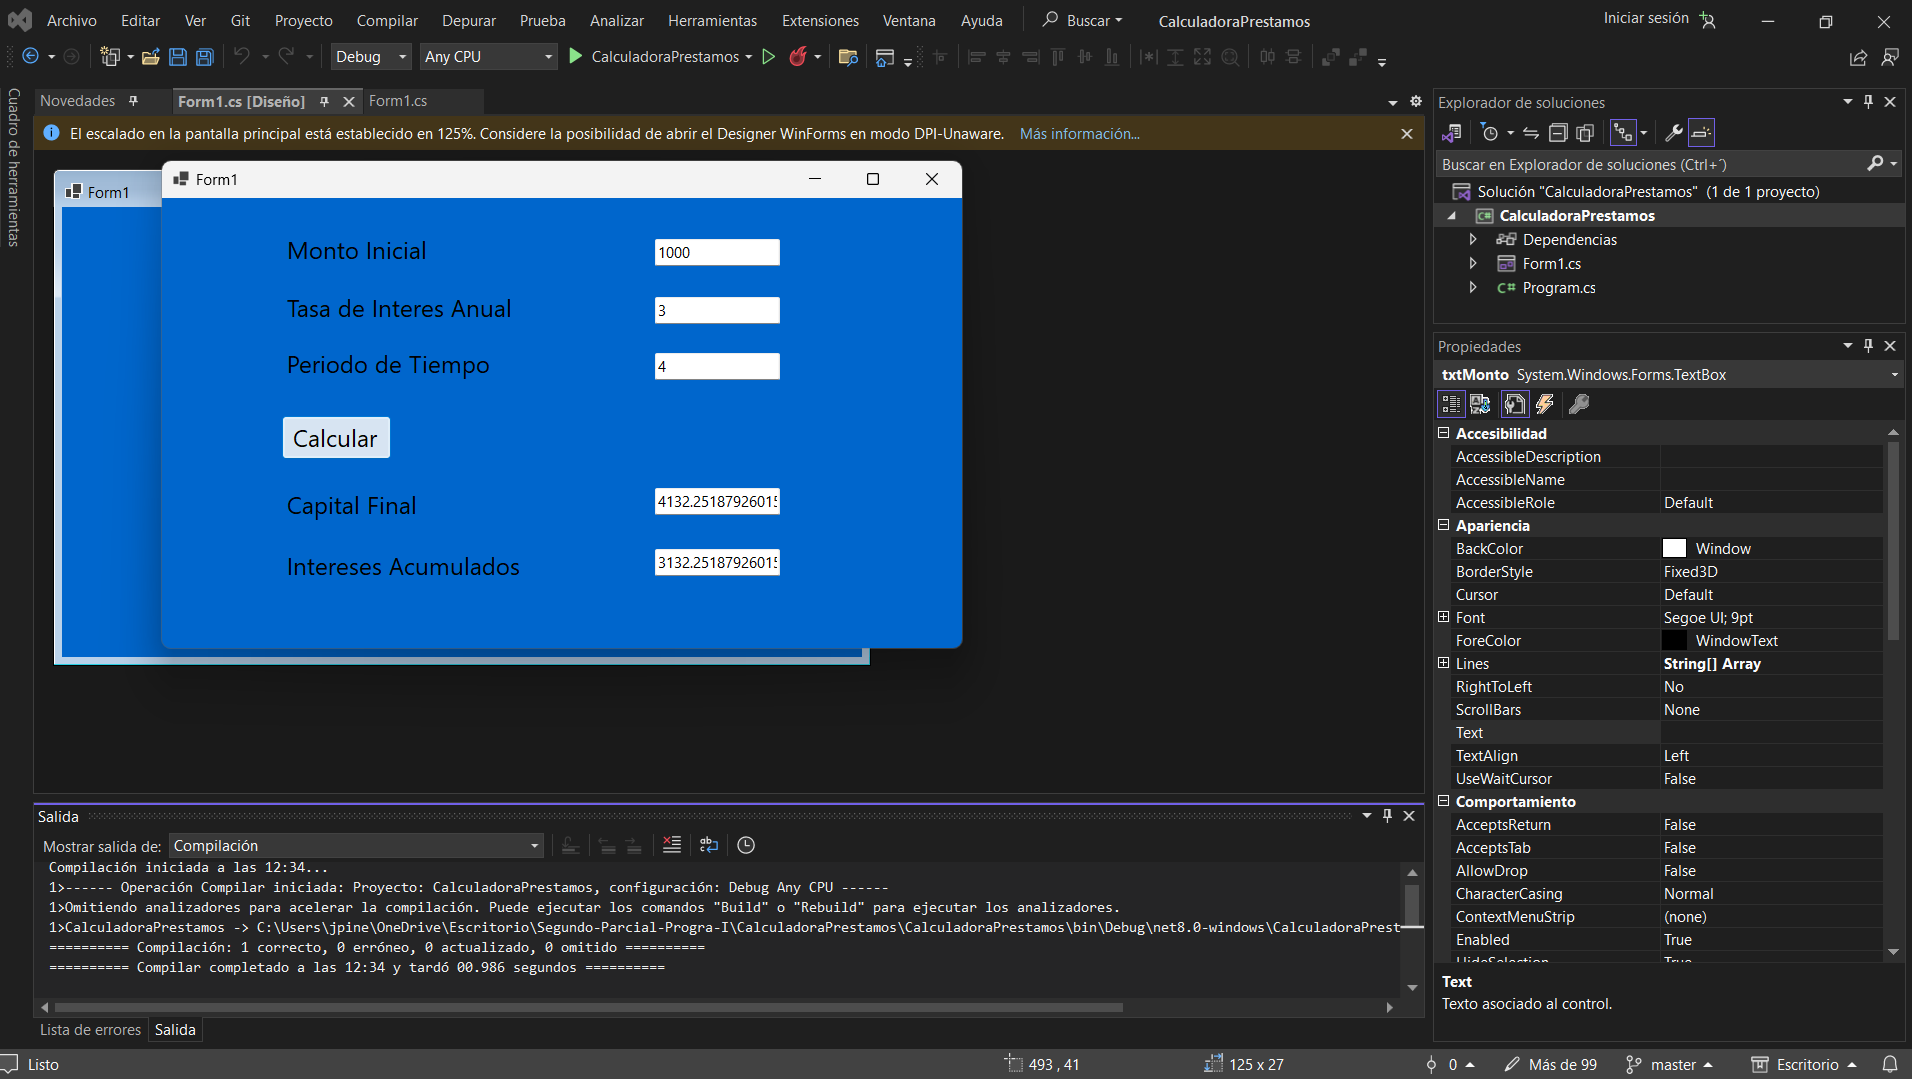 Archivo Editar Ver Git Proyecto Compilar Depurar Prueba Analizar Herramientas Extensiones Ventana Ayuda Buscar CalculadoraPrestamos Iniciar sesión
Debug Any CPU CalculadoraPrestamos
Cuadro de herramientas
Novedades Form1.cs [Diseño] Form1.cs
El escalado en la pantalla principal está establecido en 125%. Considere la posibilidad de abrir el Designer WinForms en modo DPI-Unaware. Más información...
Form1
Form1
Monto Inicial 1000
Tasa de Interes Anual 3
Periodo de Tiempo 4
Calcular
Capital Final 4132.25187926015
Intereses Acumulados 3132.25187926015
Salida
Mostrar salida de: Compilación
Compilación iniciada a las 12:34...
1>------ Operación Compilar iniciada: Proyecto: CalculadoraPrestamos, configuración: Debug Any CPU ------
1>Omitiendo analizadores para acelerar la compilación. Puede ejecutar los comandos "Build" o "Rebuild" para ejecutar los analizadores.
1>CalculadoraPrestamos -> C:\Users\jpine\OneDrive\Escritorio\Segundo-Parcial-Progra-I\CalculadoraPrestamos\CalculadoraPrestamos\bin\Debug\net8.0-windows\CalculadoraPrest
========== Compilación: 1 correcto, 0 erróneo, 0 actualizado, 0 omitido ==========
========== Compilar completado a las 12:34 y tardó 00.986 segundos ==========
Lista de errores Salida
Explorador de soluciones
Buscar en Explorador de soluciones (Ctrl+´)
Solución "CalculadoraPrestamos" (1 de 1 proyecto)
C# CalculadoraPrestamos
Dependencias
Form1.cs
C# Program.cs
Propiedades
txtMonto System.Windows.Forms.TextBox
Accesibilidad
AccessibleDescription
AccessibleName
AccessibleRole Default
Apariencia
BackColor Window
BorderStyle Fixed3D
Cursor Default
Font Segoe UI; 9pt
ForeColor WindowText
Lines String[] Array
RightToLeft No
ScrollBars None
Text
TextAlign Left
UseWaitCursor False
Comportamiento
AcceptsReturn False
AcceptsTab False
AllowDrop False
CharacterCasing Normal
ContextMenuStrip (none)
Enabled True
HideSelection True
Text
Texto asociado al control.
Listo 493 , 41 125 x 27 0 Más de 99 master Escritorio